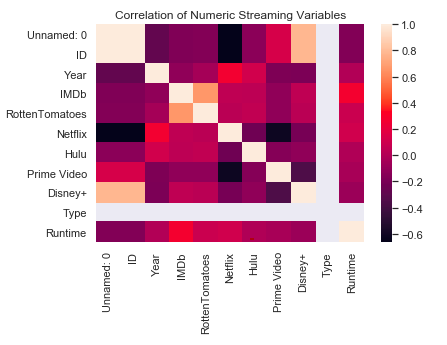 Correlation of Numeric Streaming Variables
Unnamed: 0
ID
Year
IMDb
RottenTomatoes
Netflix
Hulu
Prime Video
Disney+
Type
Runtime
Unnamed: 0
ID
Year
IMDb
RottenTomatoes
Netflix
Hulu
Prime Video
Disney+
Type
Runtime
1.0
0.8
0.6
0.4
0.2
0.0
−0.2
−0.4
−0.6